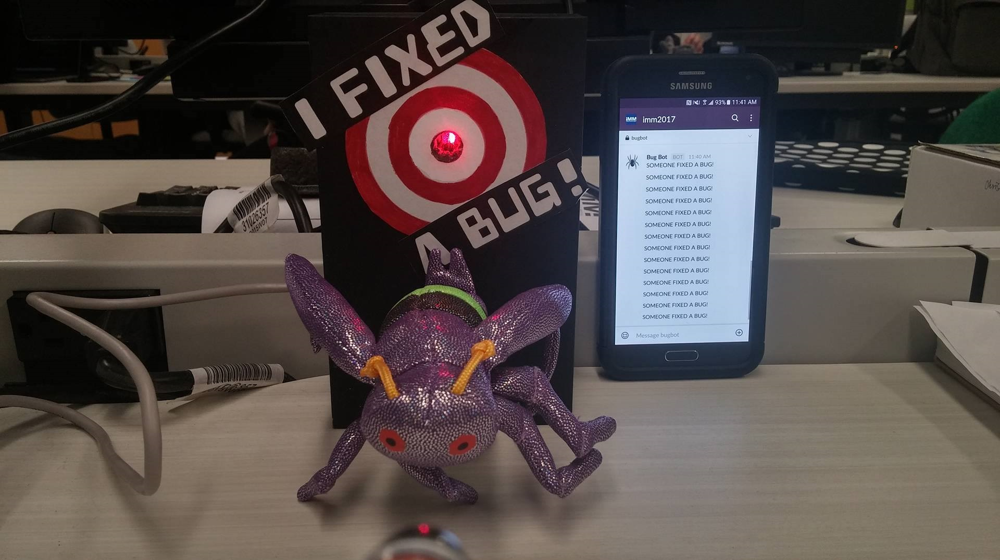 I FIXED
A BUG!
SAMSUNG
93% 11:41 AM
iMM imm2017
bugbot
Bug Bot BOT 11:40 AM
SOMEONE FIXED A BUG!
SOMEONE FIXED A BUG!
SOMEONE FIXED A BUG!
SOMEONE FIXED A BUG!
SOMEONE FIXED A BUG!
SOMEONE FIXED A BUG!
SOMEONE FIXED A BUG!
SOMEONE FIXED A BUG!
SOMEONE FIXED A BUG!
SOMEONE FIXED A BUG!
SOMEONE FIXED A BUG!
SOMEONE FIXED A BUG!
SOMEONE FIXED A BUG!
SOMEONE FIXED A BUG!
Message bugbot
31026357
2015W07